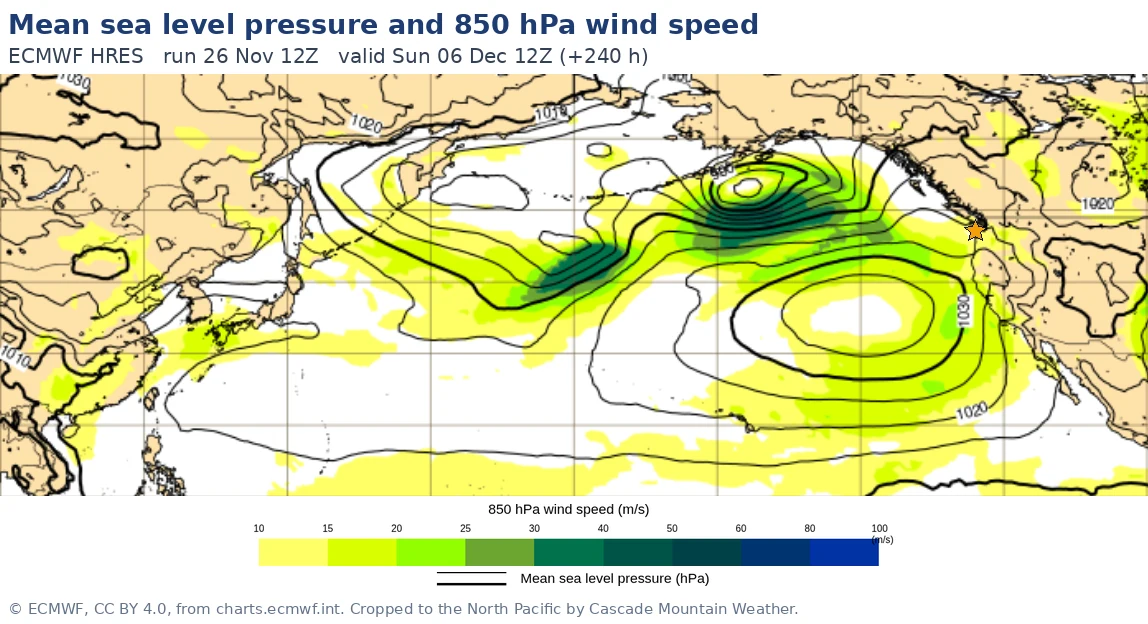 Mean sea level pressure and 850 hPa wind speed
ECMWF HRES run 26 Nov 12Z valid Sun 06 Dec 12Z (+240 h)
1030
1020
1020
1030
1010
1020
850 hPa wind speed (m/s)
10 15 20 25 30 40 50 60 80 100
(m/s)
Mean sea level pressure (hPa)
© ECMWF, CC BY 4.0, from charts.ecmwf.int. Cropped to the North Pacific by Cascade Mountain Weather.